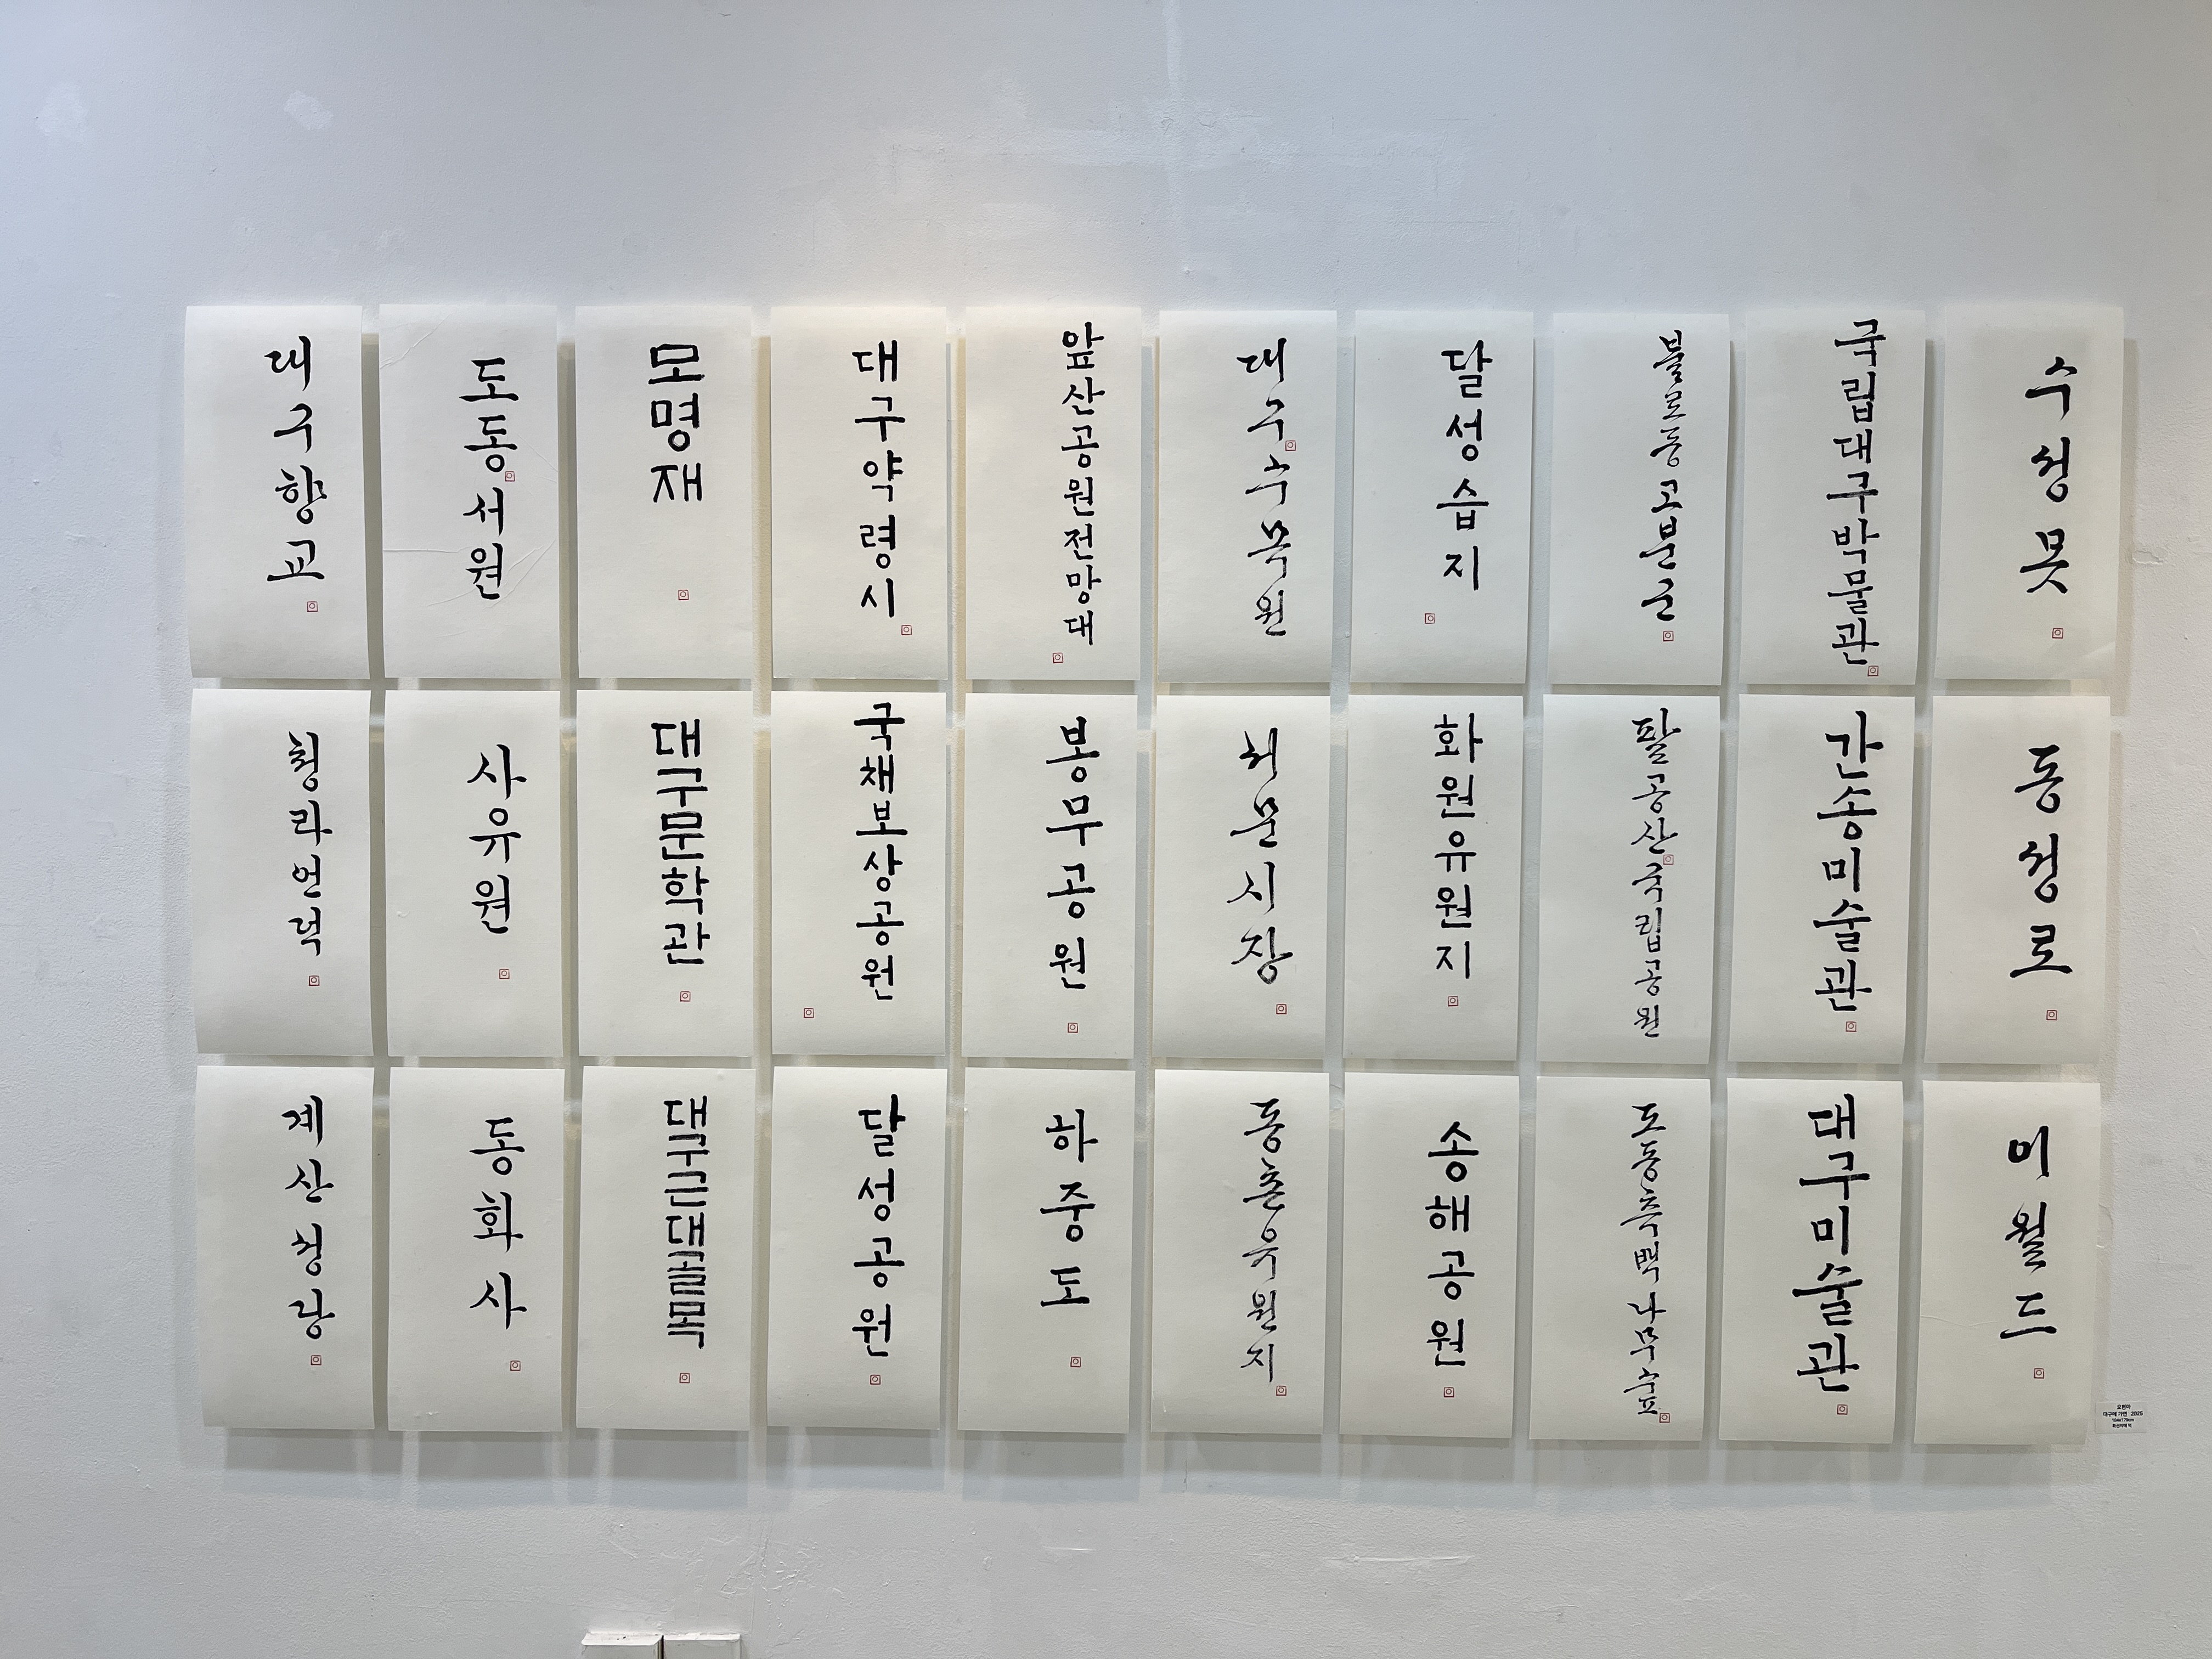 대구향교
도동서원
모명재
대구약령시
앞산공원전망대
대구수목원
달성습지
불로동고분군
국립대구박물관
수성못
청라언덕
사유원
대구문학관
국채보상공원
봉무공원
서문시장
화원유원지
팔공산국립공원
간송미술관
동성로
계산성당
동화사
대구근대골목
달성공원
하중도
동촌유원지
송해공원
도동측백나무숲
대구미술관
이월드
대구에 가면 2025